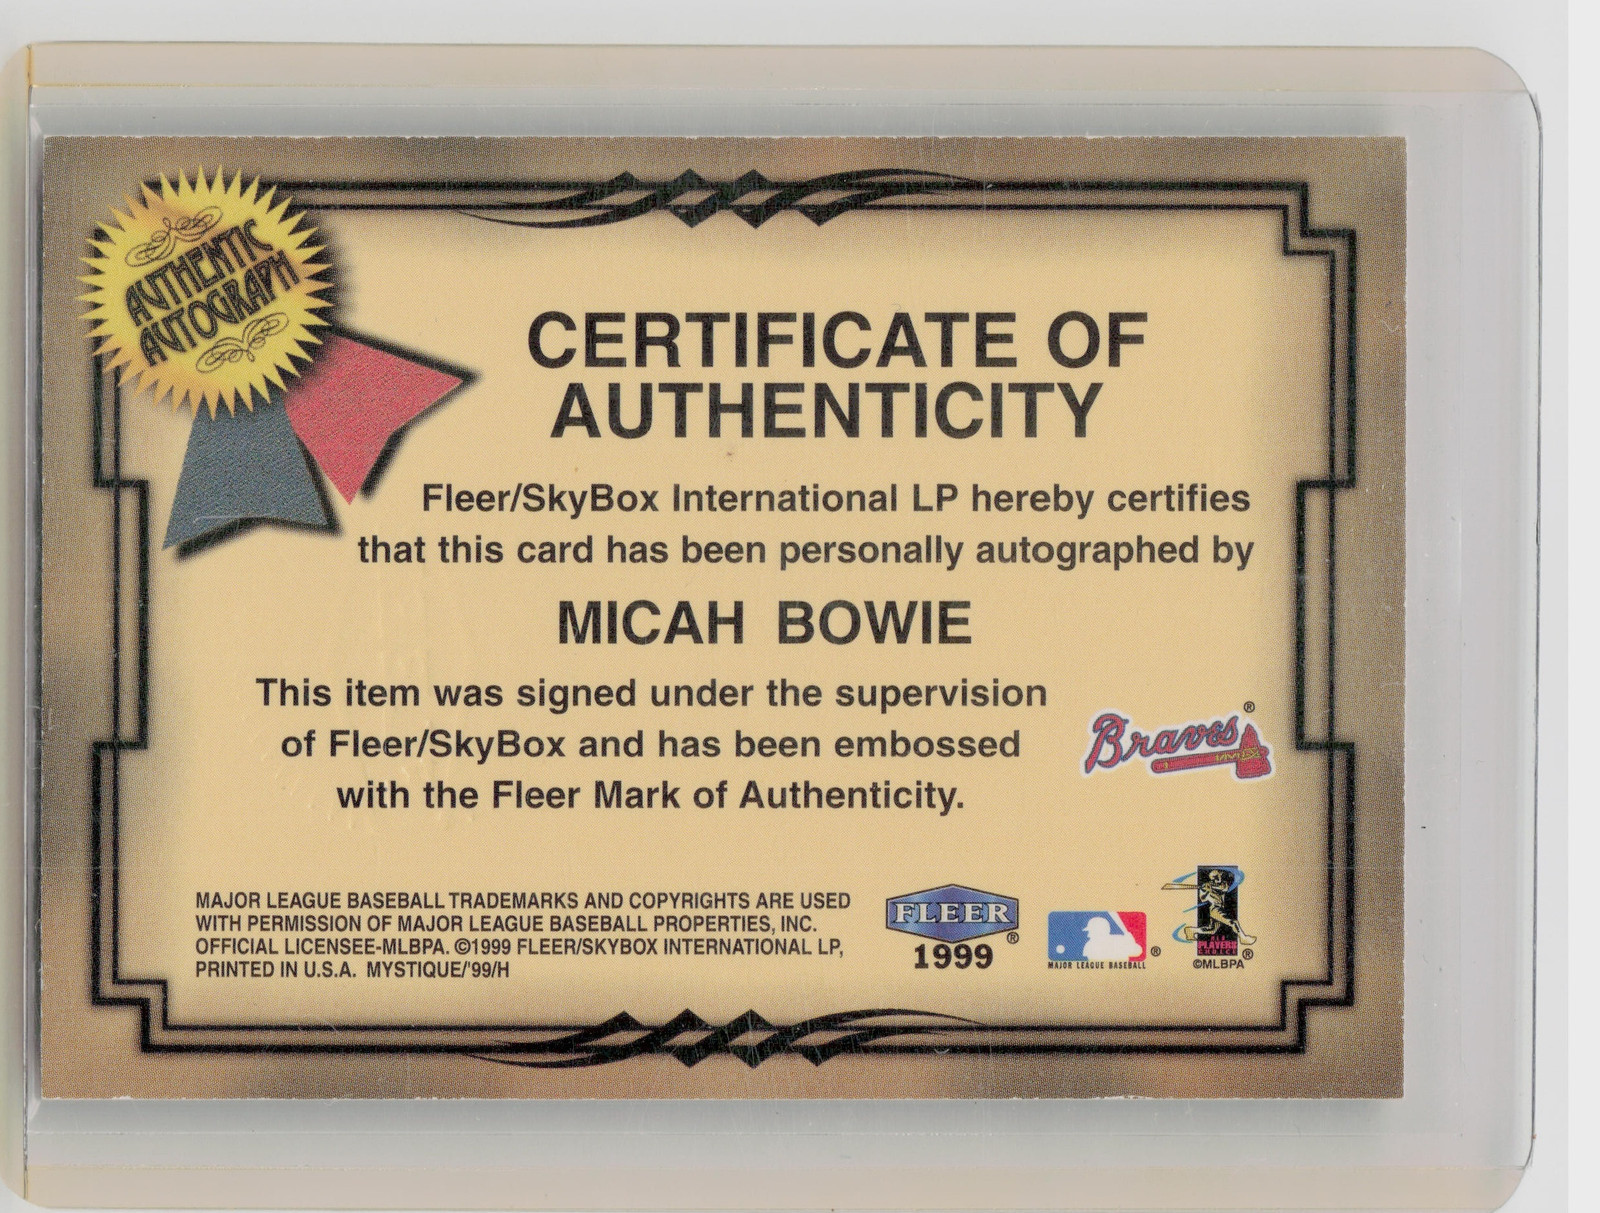 AUTHENTIC
AUTOGRAPH
CERTIFICATE OF
AUTHENTICITY
Fleer/SkyBox International LP hereby certifies
that this card has been personally autographed by
MICAH BOWIE
This item was signed under the supervision
of Fleer/SkyBox and has been embossed
with the Fleer Mark of Authenticity.
Braves®
MAJOR LEAGUE BASEBALL TRADEMARKS AND COPYRIGHTS ARE USED
WITH PERMISSION OF MAJOR LEAGUE BASEBALL PROPERTIES, INC.
OFFICIAL LICENSEE-MLBPA. ©1999 FLEER/SKYBOX INTERNATIONAL LP,
PRINTED IN U.S.A. MYSTIQUE/'99/H
FLEER®
1999
MAJOR LEAGUE BASEBALL®
PLAYERS
CHOICE®
©MLBPA